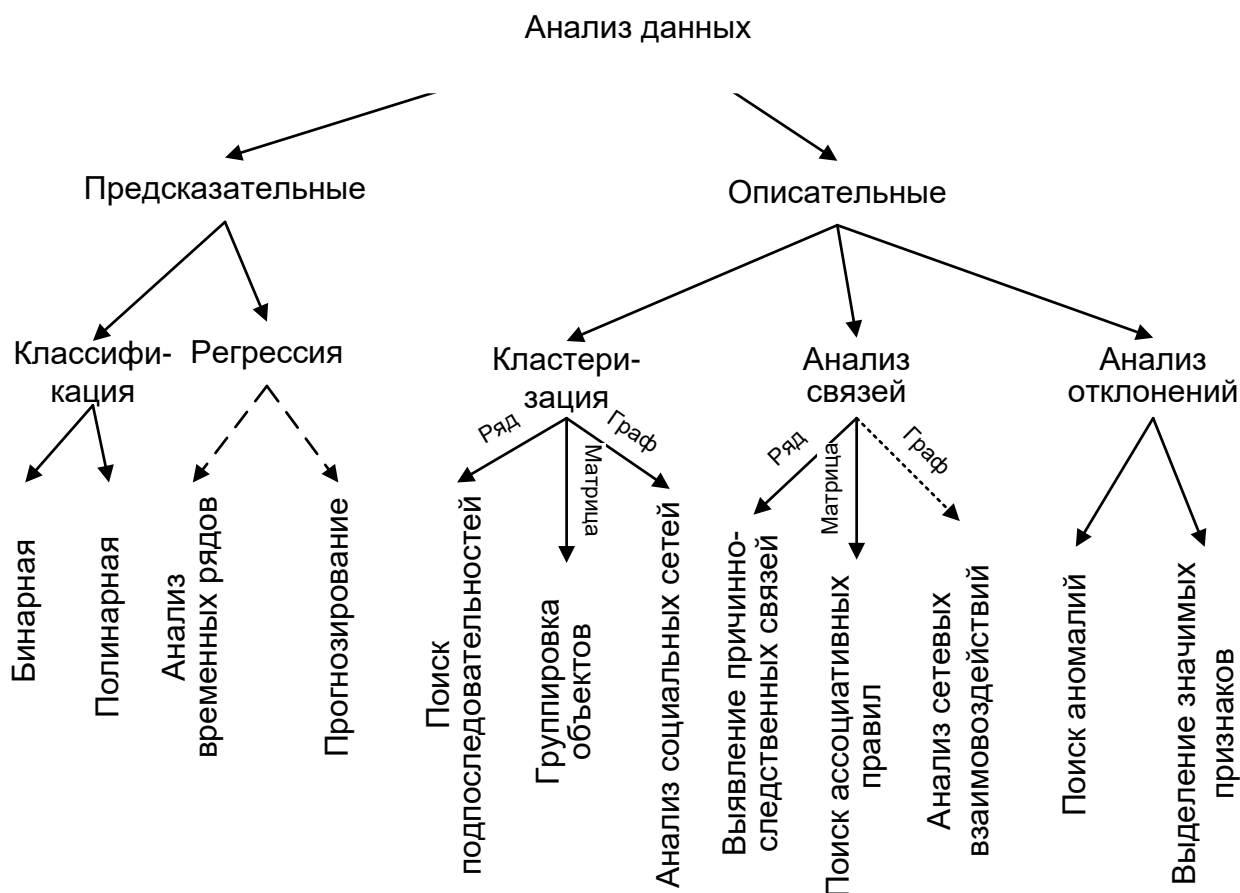 Анализ данных
Предсказательные
Описательные
Классифи-
кация
Регрессия
Кластери-
зация
Анализ
связей
Анализ
отклонений
Ряд
Матрица
Граф
Ряд
Матрица
Граф
Бинарная
Полинарная
Анализ
временных рядов
Прогнозирование
Поиск
подпоследовательностей
Группировка
объектов
Анализ социальных сетей
Выявление причинно-
следственных связей
Поиск ассоциативных
правил
Анализ сетевых
взаимовоздействий
Поиск аномалий
Выделение значимых
признаков